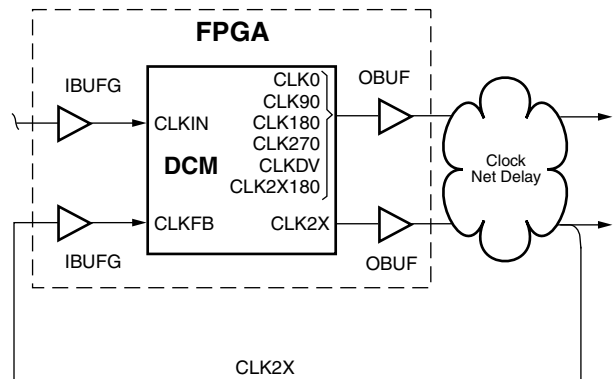 FPGA
IBUFG
OBUF
CLK0
CLK90
CLKIN
CLK180
CLK270
DCM
CLKDV
CLK2X180
Clock
Net Delay
CLKFB
CLK2X
IBUFG
OBUF
CLK2X